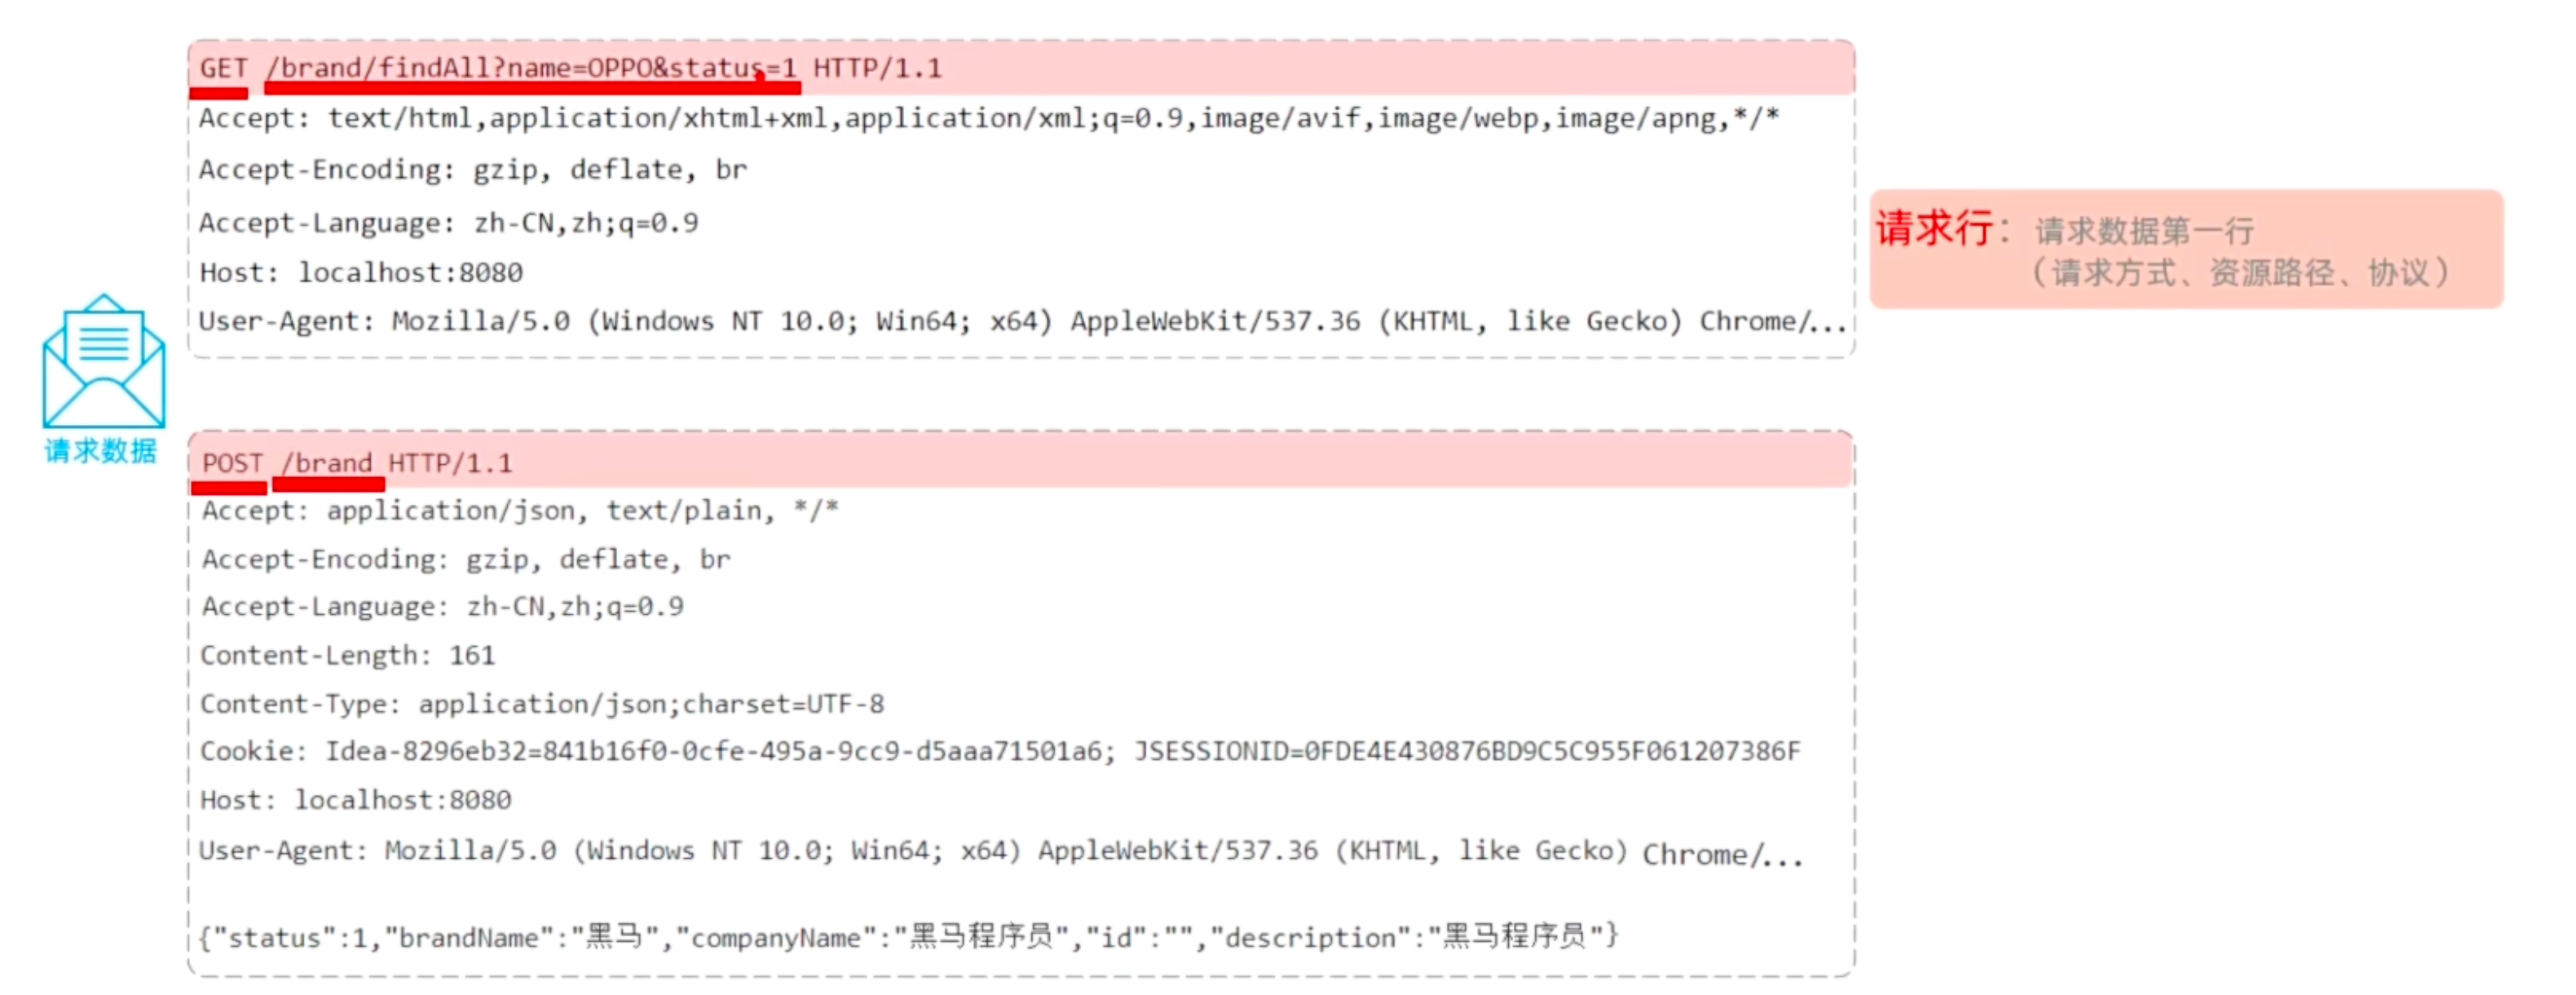 GET /brand/findAll?name=OPPO&status=1 HTTP/1.1
Accept: text/html,application/xhtml+xml,application/xml;q=0.9,image/avif,image/webp,image/apng,*/*
Accept-Encoding: gzip, deflate, br
Accept-Language: zh-CN,zh;q=0.9
Host: localhost:8080
User-Agent: Mozilla/5.0 (Windows NT 10.0; Win64; x64) AppleWebKit/537.36 (KHTML, like Gecko) Chrome/...
请求行：请求数据第一行
（请求方式、资源路径、协议）
请求数据
POST /brand HTTP/1.1
Accept: application/json, text/plain, */*
Accept-Encoding: gzip, deflate, br
Accept-Language: zh-CN,zh;q=0.9
Content-Length: 161
Content-Type: application/json;charset=UTF-8
Cookie: Idea-8296eb32=841b16f0-0cfe-495a-9cc9-d5aaa71501a6; JSESSIONID=0FDE4E430876BD9C5C955F061207386F
Host: localhost:8080
User-Agent: Mozilla/5.0 (Windows NT 10.0; Win64; x64) AppleWebKit/537.36 (KHTML, like Gecko) Chrome/...
{"status":1,"brandName":"黑马","companyName":"黑马程序员","id":"","description":"黑马程序员"}